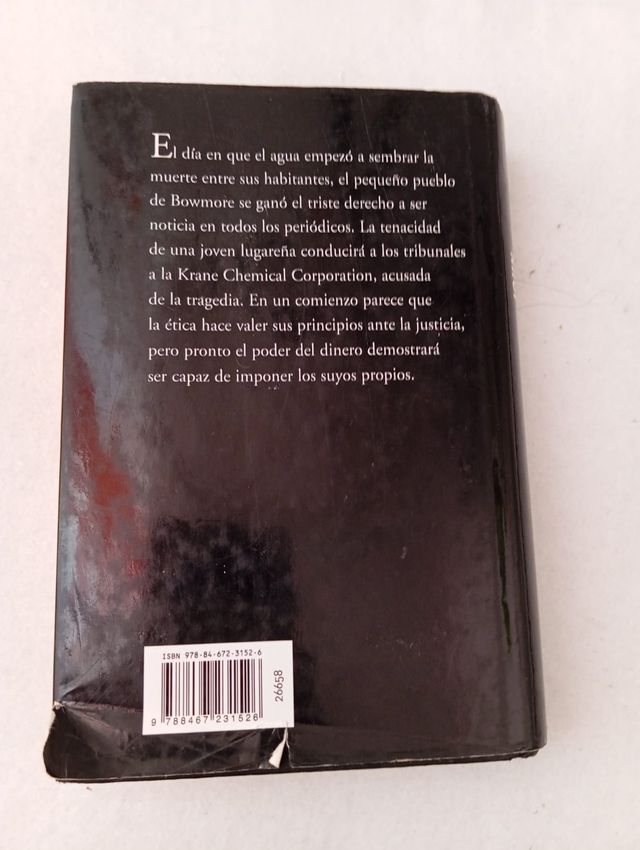 El día en que el agua empezó a sembrar la
muerte entre sus habitantes, el pequeño pueblo
de Bowmore se ganó el triste derecho a ser
noticia en todos los periódicos. La tenacidad
de una joven lugareña conducirá a los tribunales
a la Krane Chemical Corporation, acusada
de la tragedia. En un comienzo parece que
la ética hace valer sus principios ante la justicia,
pero pronto el poder del dinero demostrará
ser capaz de imponer los suyos propios.
ISBN 978-84-672-3152-6
26658
9 788467 231526